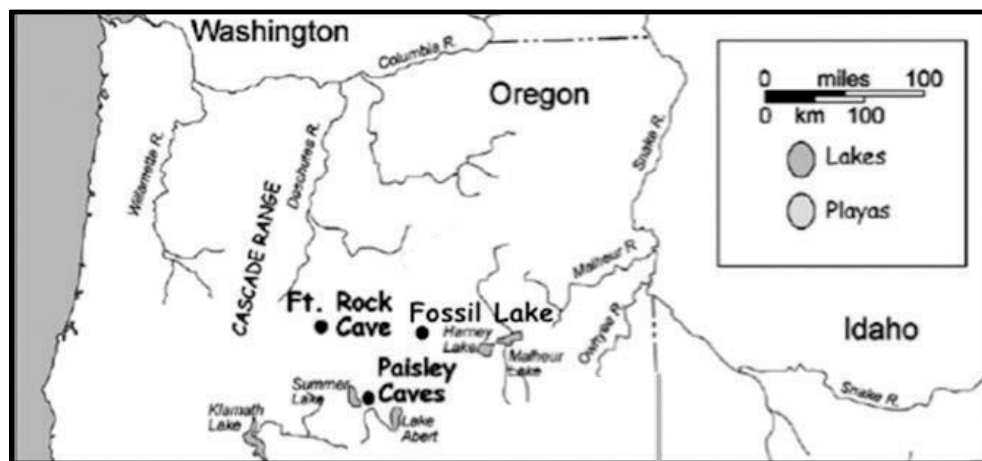 Washington
Columbia R.
Oregon
Willamette R.
Deschutes R.
CASCADE RANGE
Snake R.
0 miles 100
0 km 100
Lakes
Playas
Malheur R.
Ft. Rock
Cave
Fossil Lake
Harney
Lake
Malheur
Lake
Owyhee R.
Idaho
Snake R.
Paisley
Caves
Summer
Lake
Klamath
Lake
Lake
Abert